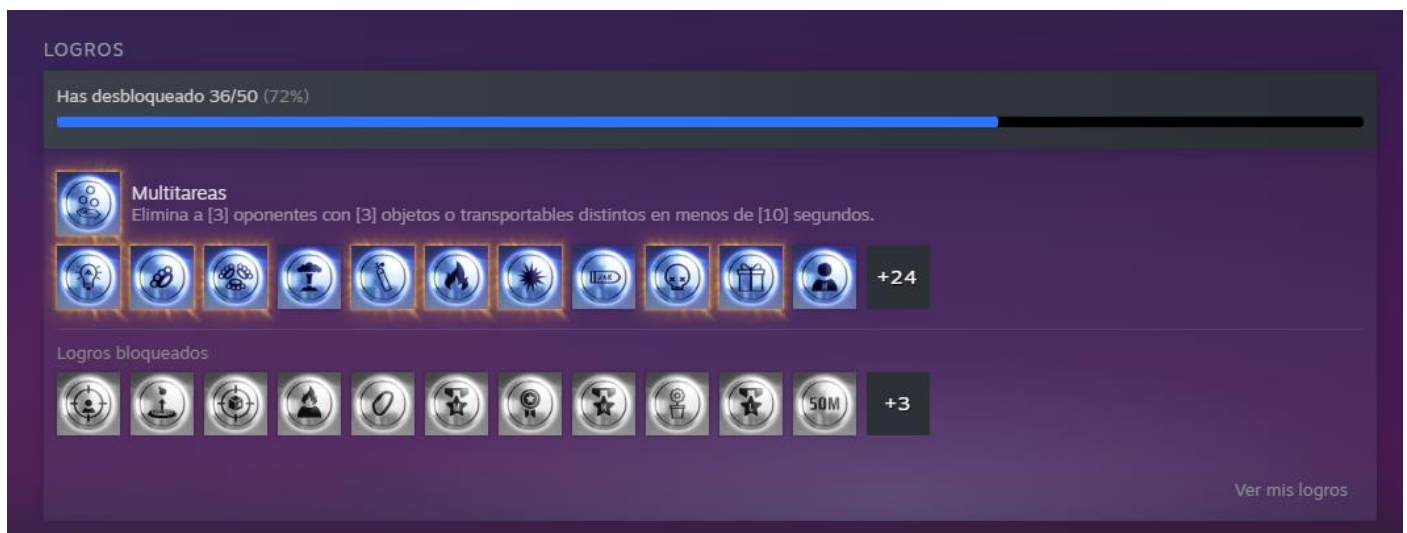 LOGROS
Has desbloqueado 36/50 (72%)
Multitareas
Elimina a [3] oponentes con [3] objetos o transportables distintos en menos de [10] segundos.
+24
Logros bloqueados
50M
+3
Ver mis logros